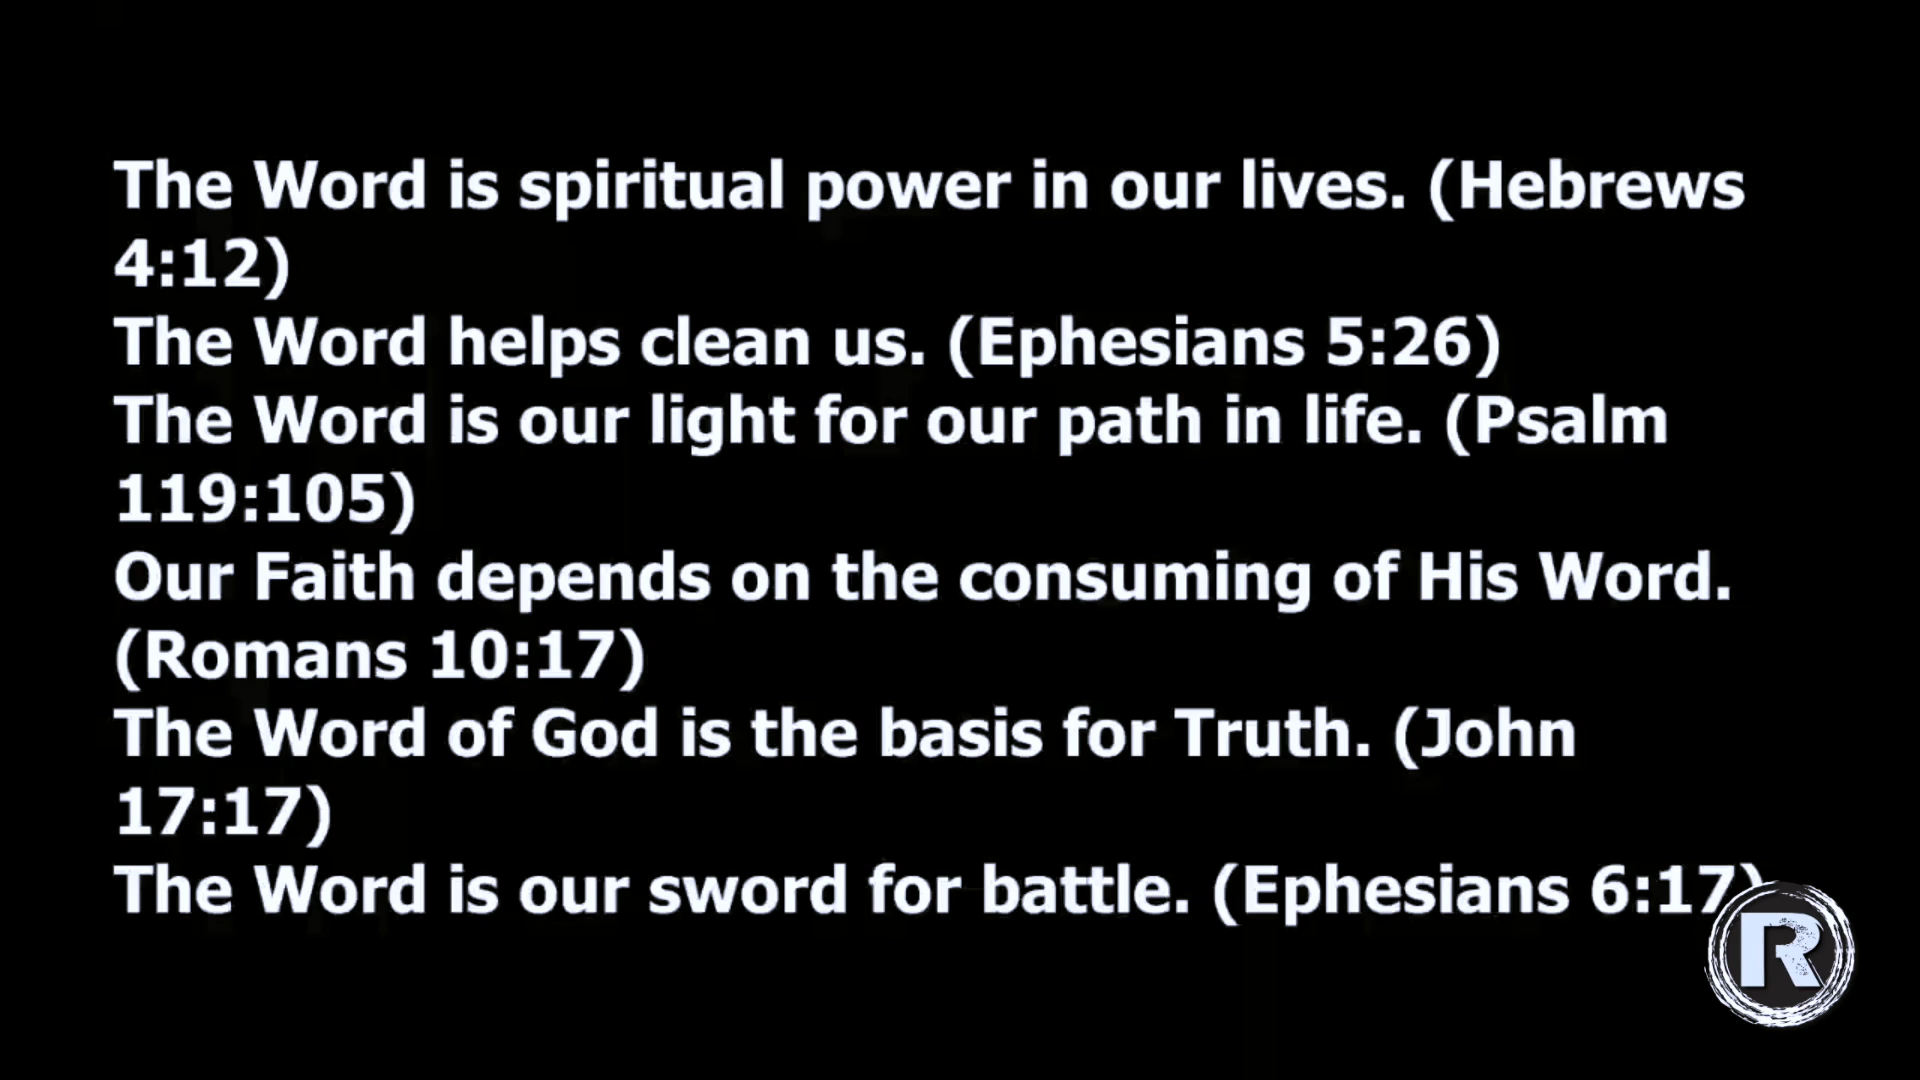 The Word is spiritual power in our lives. (Hebrews
4:12)
The Word helps clean us. (Ephesians 5:26)
The Word is our light for our path in life. (Psalm
119:105)
Our Faith depends on the consuming of His Word.
(Romans 10:17)
The Word of God is the basis for Truth. (John
17:17)
The Word is our sword for battle. (Ephesians 6:17)
R